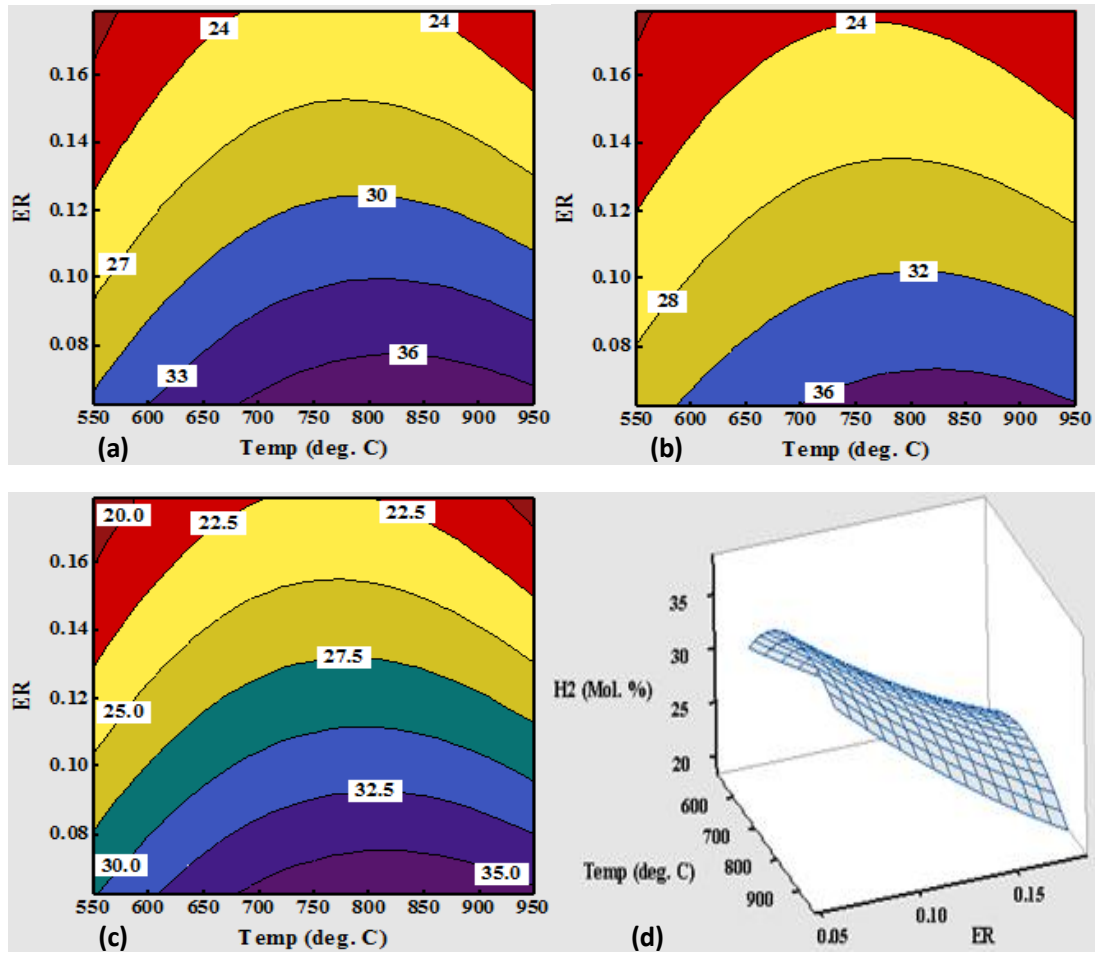 24 24
0.16
0.14
ER
0.12
30
0.10
27
0.08
33
36
550 600 650 700 750 800 850 900 950
(a) Temp (deg. C)
24
0.16
0.14
ER
0.12
0.10
32
28
0.08
36
550 600 650 700 750 800 850 900 950
(b) Temp (deg. C)
20.0 22.5 22.5
0.16
0.14
ER
27.5
0.12
25.0
0.10
32.5
0.08
30.0 35.0
550 600 650 700 750 800 850 900 950
(c) Temp (deg. C)
35
30
H2 (Mol. %)
25
20
600
700
Temp (deg. C) 800
900
0.05 0.10 0.15
(d) ER